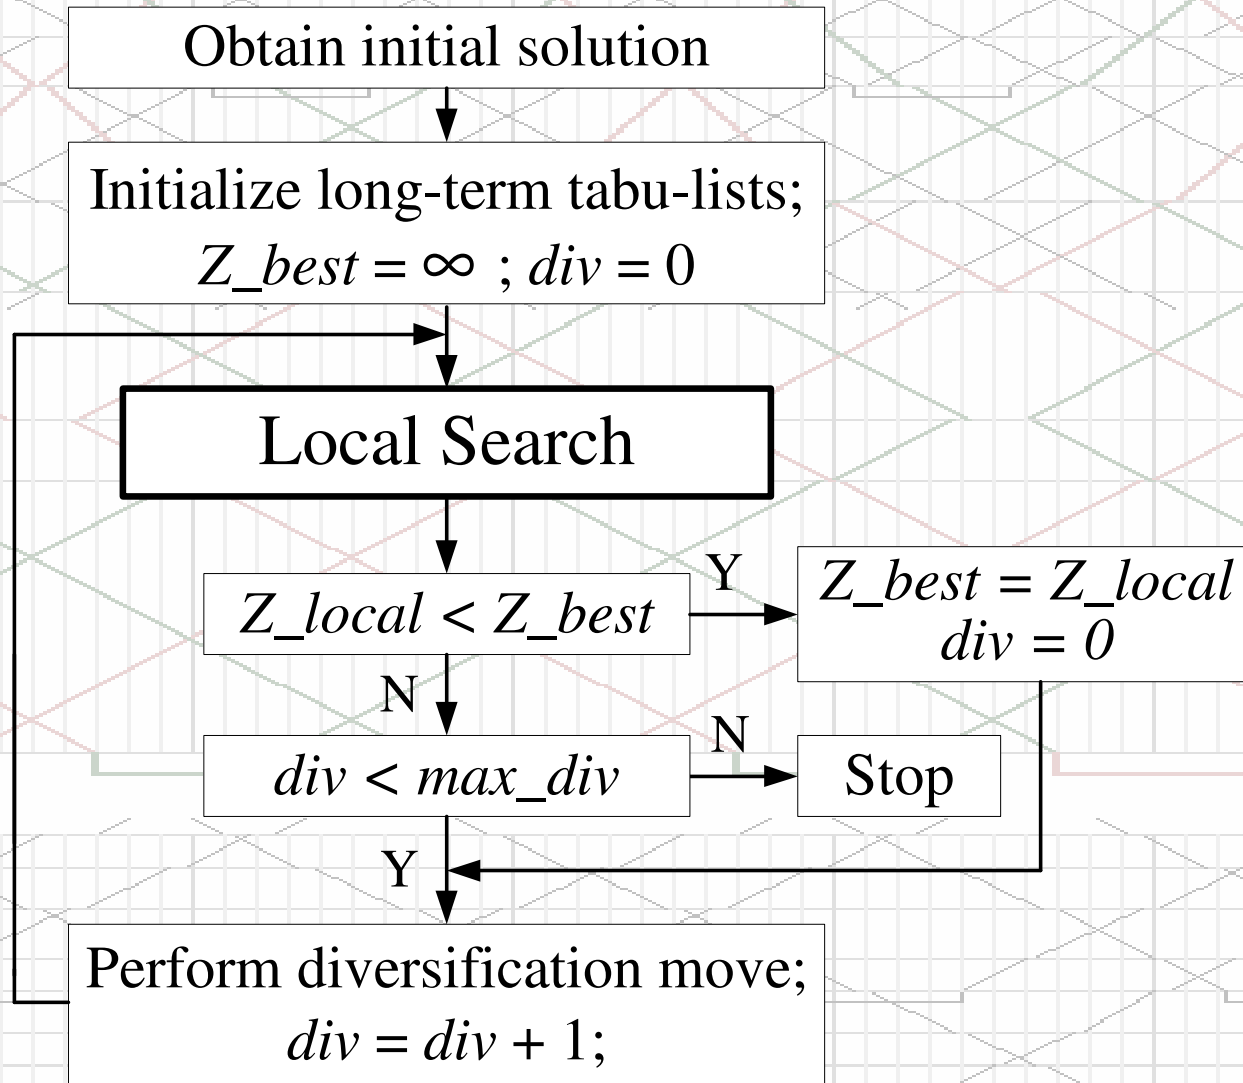 Obtain initial solution
Initialize long-term tabu-lists;
Z_best = ∞ ; div = 0
Local Search
Z_local < Z_best
Y
Z_best = Z_local
div = 0
N
div < max_div
N
Stop
Y
Perform diversification move;
div = div + 1;